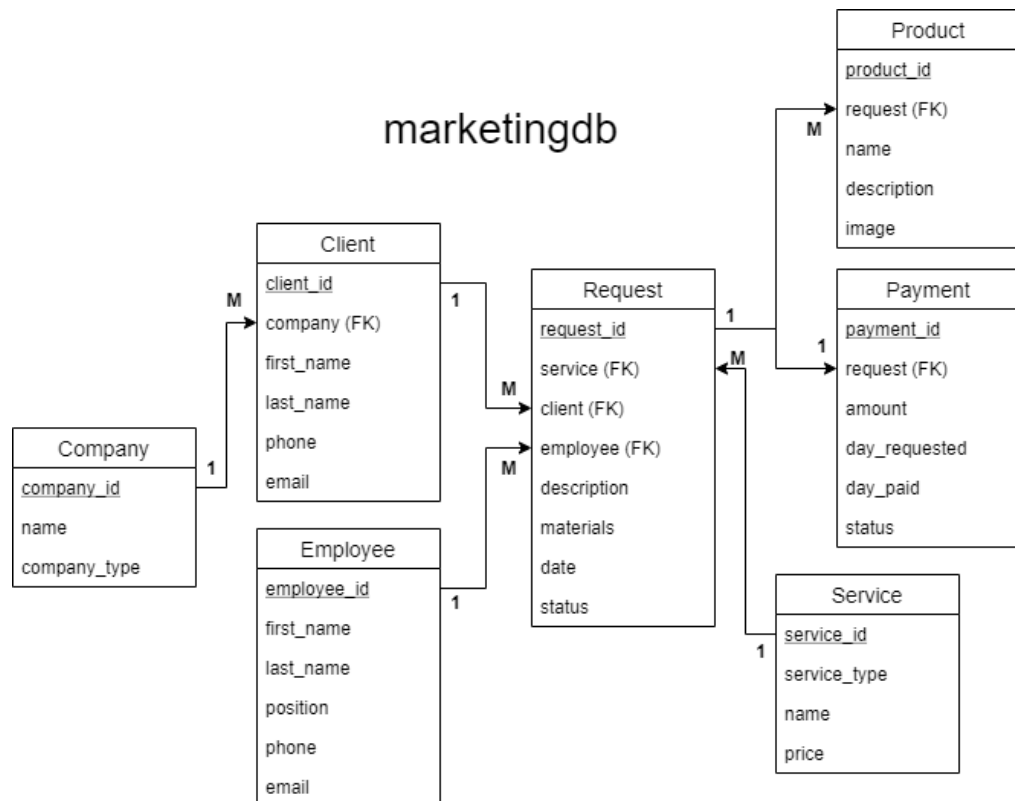 marketingdb
Product
product_id
request (FK)
name
description
image
M
Client
client_id
company (FK)
first_name
last_name
phone
email
M
1
Request
request_id
service (FK)
client (FK)
employee (FK)
description
materials
date
status
M
M
1
M
Payment
payment_id
request (FK)
amount
day_requested
day_paid
status
1
Company
company_id
name
company_type
1
Employee
employee_id
first_name
last_name
position
phone
email
1
Service
service_id
service_type
name
price
1